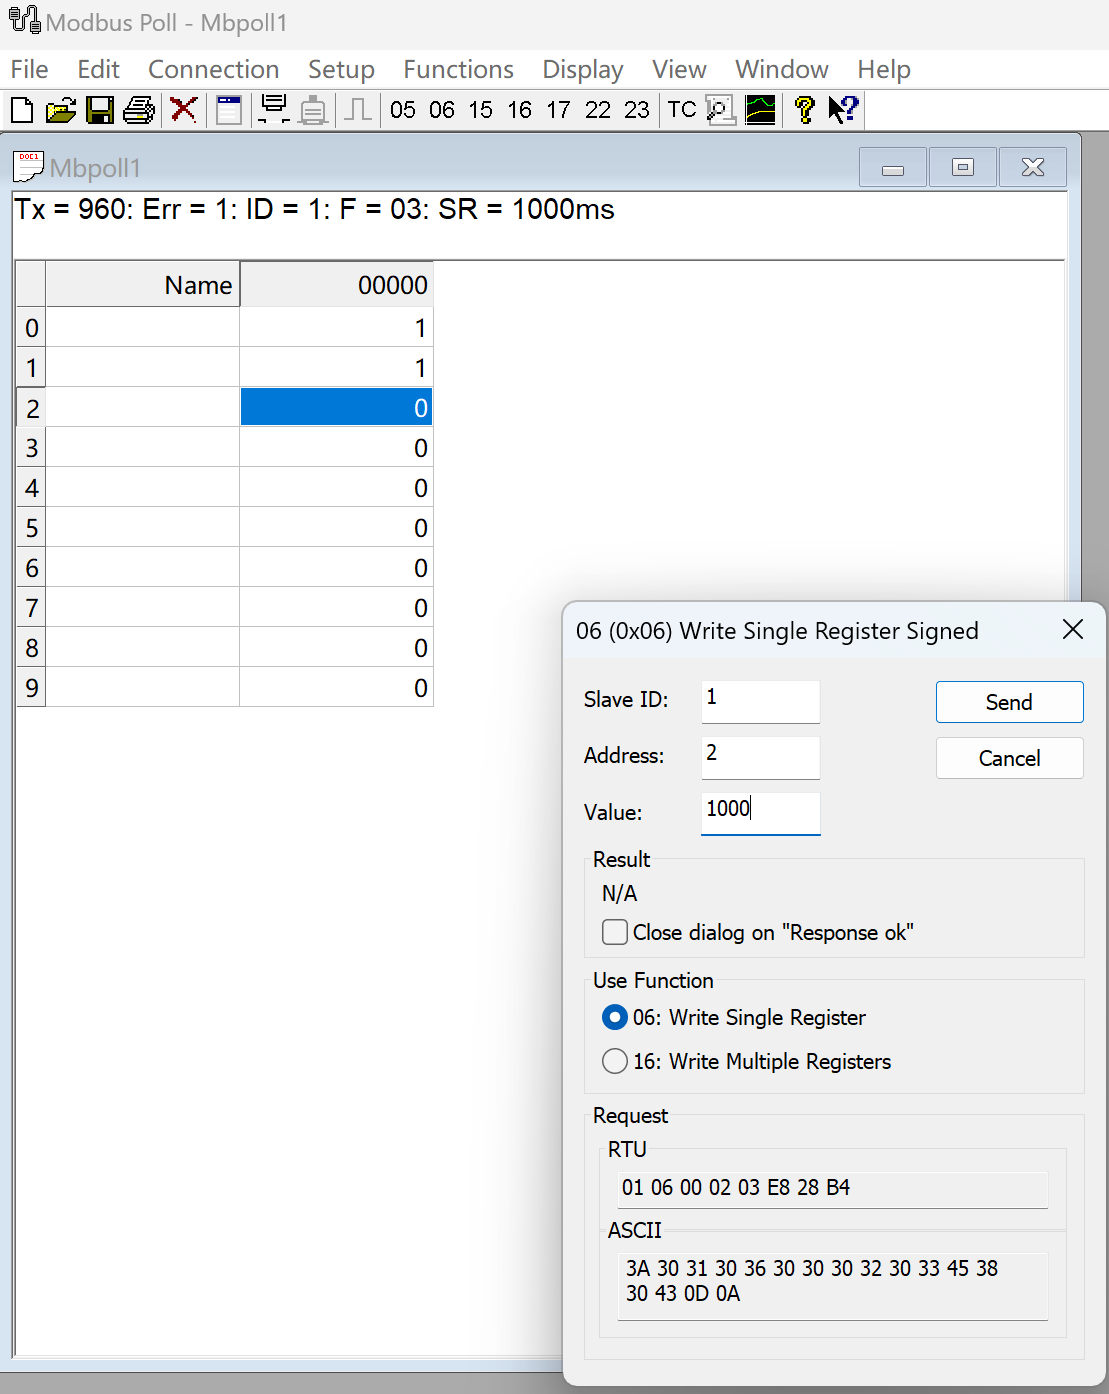 Modbus Poll - Mbpoll1
File Edit Connection Setup Functions Display View Window Help
05 06 15 16 17 22 23 TC
DOC1
Mbpoll1
Tx = 960: Err = 1: ID = 1: F = 03: SR = 1000ms
Name 00000
0 1
1 1
2 0
3 0
4 0
5 0
6 0
7 0
8 0
9 0
06 (0x06) Write Single Register Signed
Slave ID: 1 Send
Address: 2 Cancel
Value: 1000
Result
N/A
Close dialog on "Response ok"
Use Function
06: Write Single Register
16: Write Multiple Registers
Request
RTU
01 06 00 02 03 E8 28 B4
ASCII
3A 30 31 30 36 30 30 30 32 30 33 45 38
30 43 0D 0A